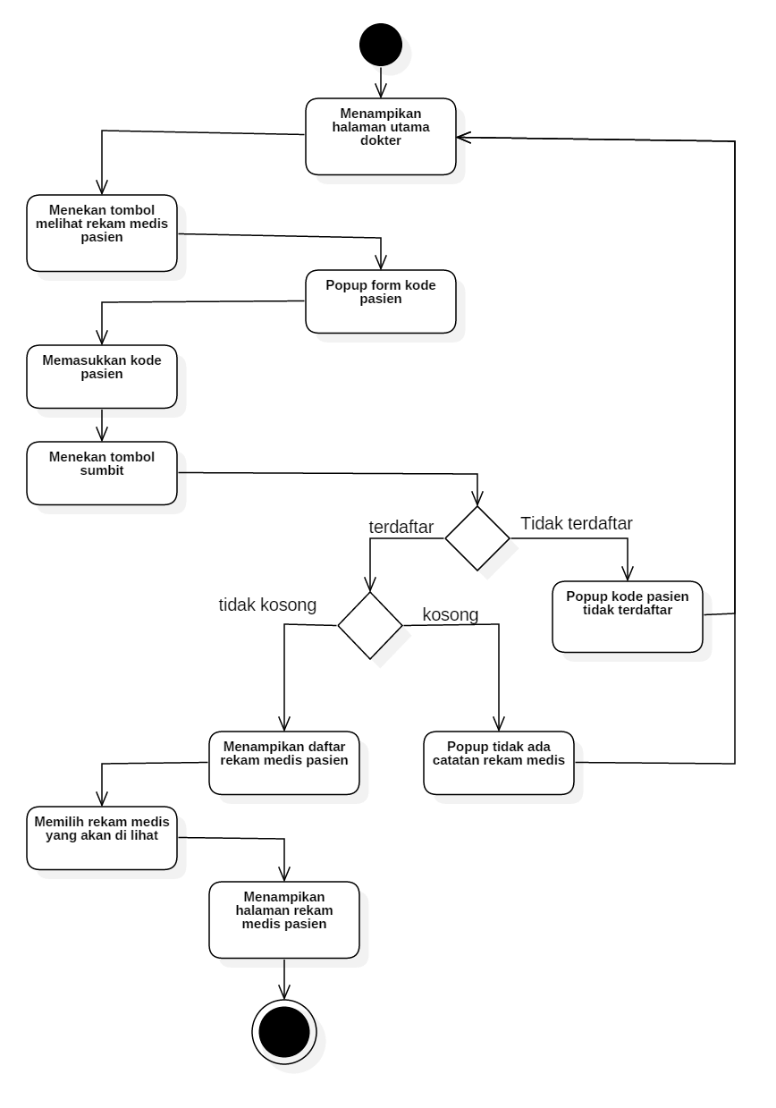 Menampikan
halaman utama
dokter
Menekan tombol
melihat rekam medis
pasien
Popup form kode
pasien
Memasukkan kode
pasien
Menekan tombol
sumbit
terdaftar
Tidak terdaftar
Popup kode pasien
tidak terdaftar
tidak kosong
kosong
Menampikan daftar
rekam medis pasien
Popup tidak ada
catatan rekam medis
Memilih rekam medis
yang akan di lihat
Menampikan
halaman rekam
medis pasien